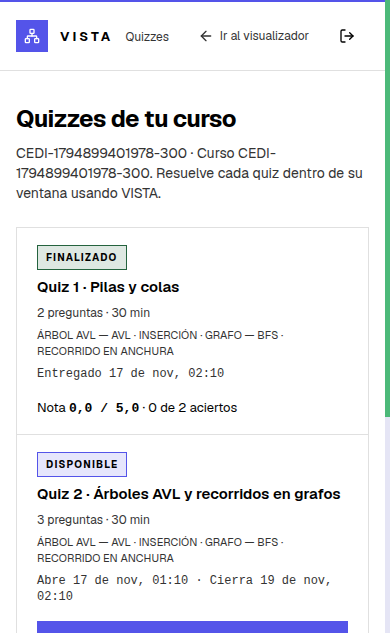 VISTA Quizzes ← Ir al visualizador
Quizzes de tu curso
CEDI-1794899401978-300 · Curso CEDI-
1794899401978-300. Resuelve cada quiz dentro de su
ventana usando VISTA.
FINALIZADO
Quiz 1 · Pilas y colas
2 preguntas · 30 min
ÁRBOL AVL — AVL · INSERCIÓN · GRAFO — BFS ·
RECORRIDO EN ANCHURA
Entregado 17 de nov, 02:10
Nota 0,0 / 5,0 · 0 de 2 aciertos
DISPONIBLE
Quiz 2 · Árboles AVL y recorridos en grafos
3 preguntas · 30 min
ÁRBOL AVL — AVL · INSERCIÓN · GRAFO — BFS ·
RECORRIDO EN ANCHURA
Abre 17 de nov, 01:10 · Cierra 19 de nov,
02:10